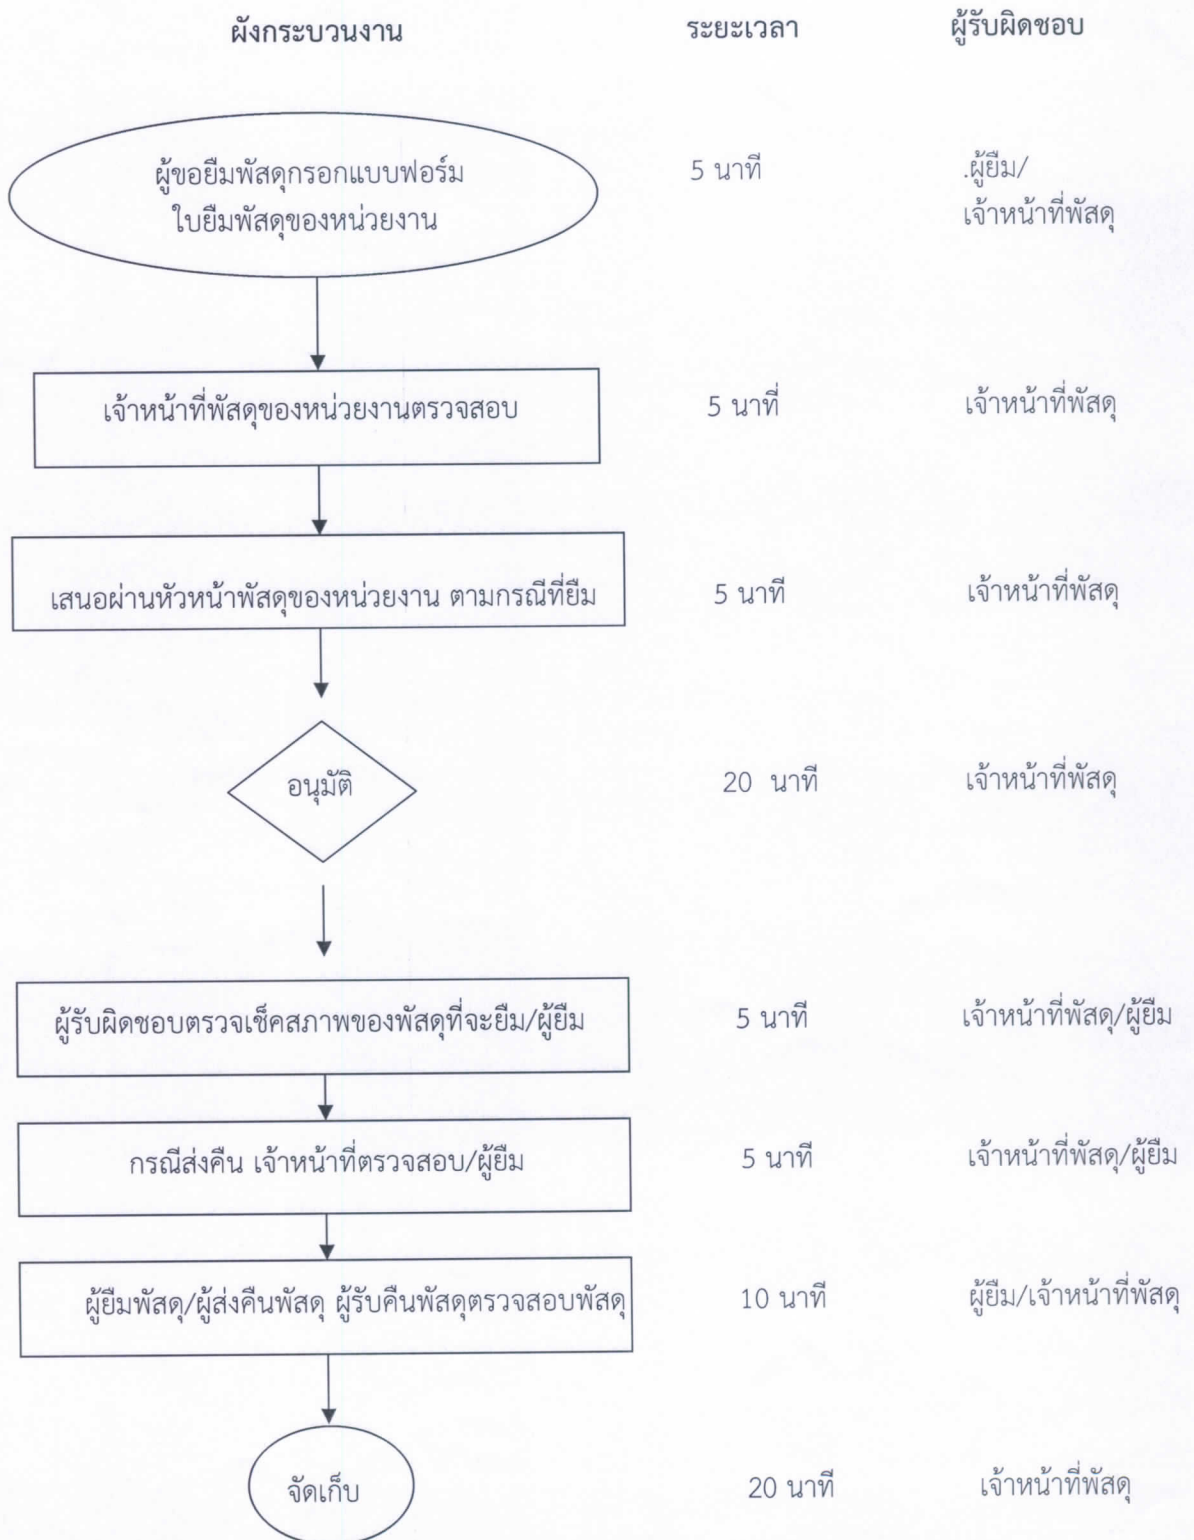 ผังกระบวนงาน ระยะเวลา ผู้รับผิดชอบ
ผู้ขอยืมพัสดุกรอกแบบฟอร์ม 5 นาที .ผู้ยืม/
ใบยืมพัสดุของหน่วยงาน เจ้าหน้าที่พัสดุ
เจ้าหน้าที่พัสดุของหน่วยงานตรวจสอบ 5 นาที่ เจ้าหน้าที่พัสดุ
เสนอผ่านหัวหน้าพัสดุของหน่วยงาน ตามกรณีที่ยืม 5 นาที เจ้าหน้าที่พัสดุ
อนุมัติ 20 นาที เจ้าหน้าที่พัสดุ
ผู้รับผิดชอบตรวจเช็คสภาพของพัสดุที่จะยืม/ผู้ยืม 5 นาที เจ้าหน้าที่พัสดุ/ผู้ยืม
กรณีส่งคืน เจ้าหน้าที่ตรวจสอบ/ผู้ยืม 5 นาที เจ้าหน้าที่พัสดุ/ผู้ยืม
ผู้ยืมพัสดุ/ผู้ส่งคืนพัสดุ ผู้รับคืนพัสดุตรวจสอบพัสดุ 10 นาที ผู้ยืม/เจ้าหน้าที่พัสดุ
จัดเก็บ 20 นาที เจ้าหน้าที่พัสดุ